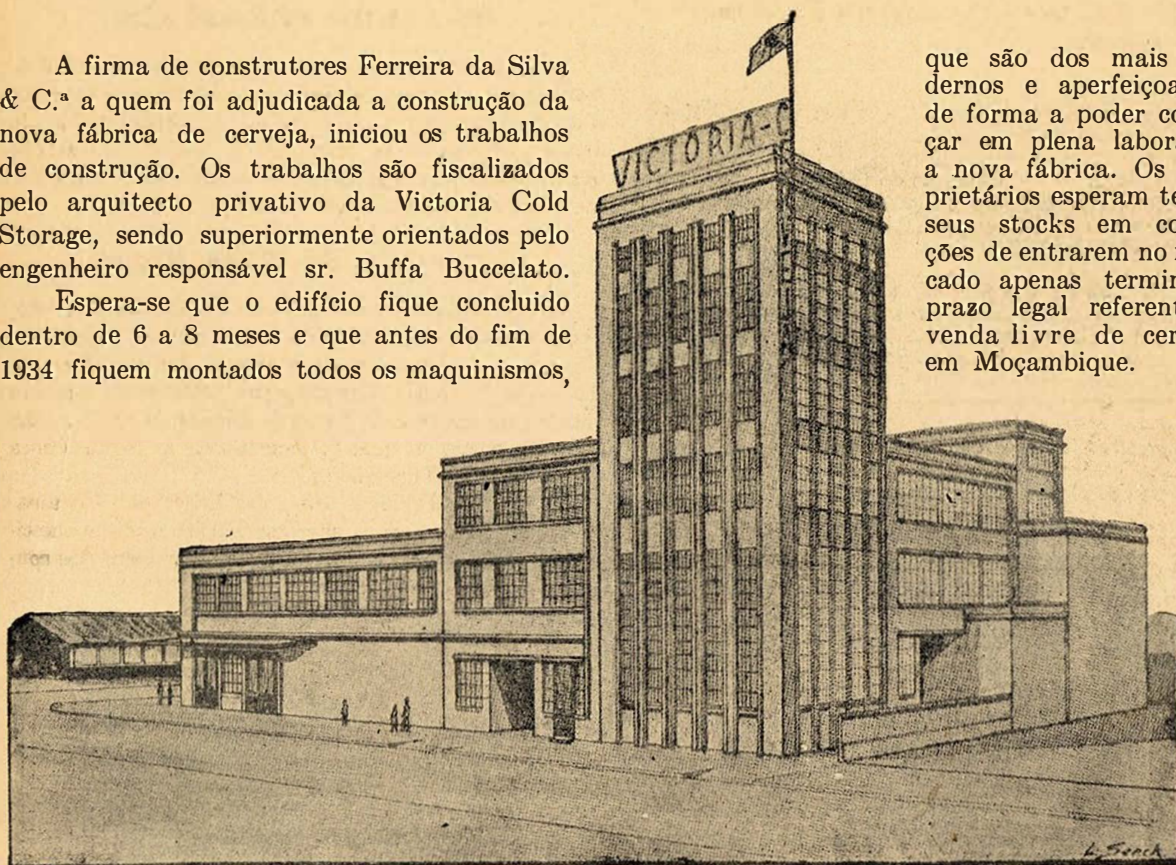 A firma de construtores Ferreira da Silva
& C.ª a quem foi adjudicada a construção da
nova fábrica de cerveja, iniciou os trabalhos
de construção. Os trabalhos são fiscalizados
pelo arquitecto privativo da Victoria Cold
Storage, sendo superiormente orientados pelo
engenheiro responsável sr. Buffa Buccelato.
Espera-se que o edifício fique concluido
dentro de 6 a 8 meses e que antes do fim de
1934 fiquem montados todos os maquinismos,
que são dos mais
dernos e aperfeiçoa
de forma a poder co
çar em plena labora
a nova fábrica. Os
prietários esperam te
seus stocks em co
ções de entrarem no
cado apenas termin
prazo legal referent
venda livre de cer
em Moçambique.
VICTORIA-C